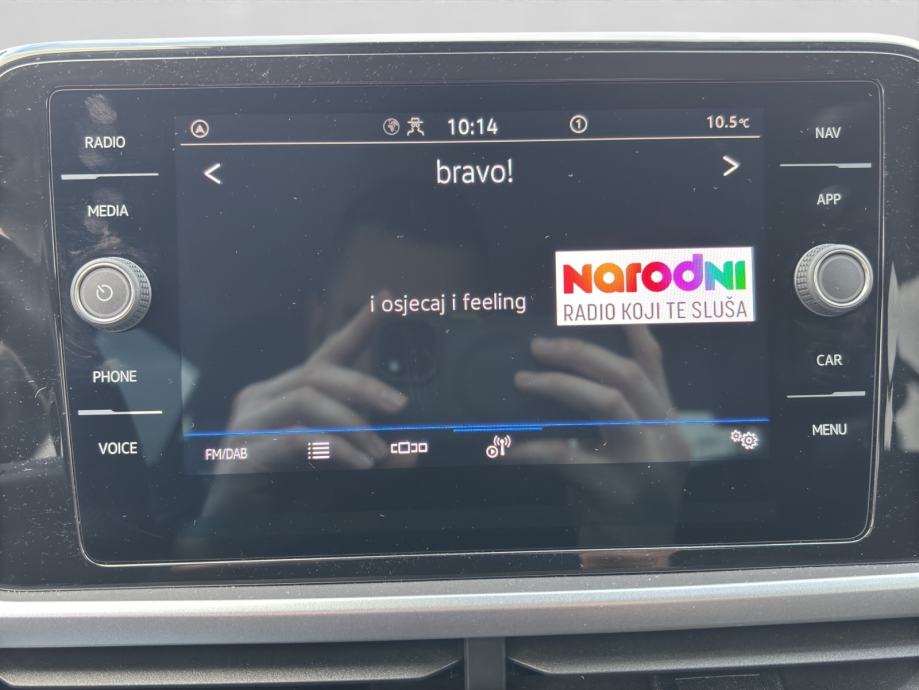 RADIO
MEDIA
PHONE
VOICE
10:14
1
10.5°C
< bravo! >
i osjecaj i feeling
NARODNI
RADIO KOJI TE SLUŠA
FM/DAB
NAV
APP
CAR
MENU